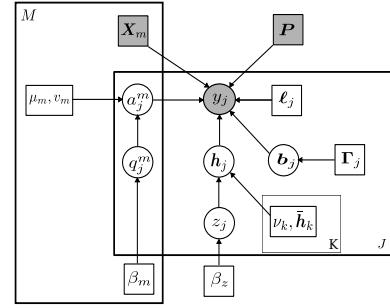 M
X_m
P
μ_m, v_m
a_j^m
y_j
ℓ_j
q_j^m
h_j
b_j
Γ_j
z_j
ν_k, h̄_k
K
J
β_m
β_z